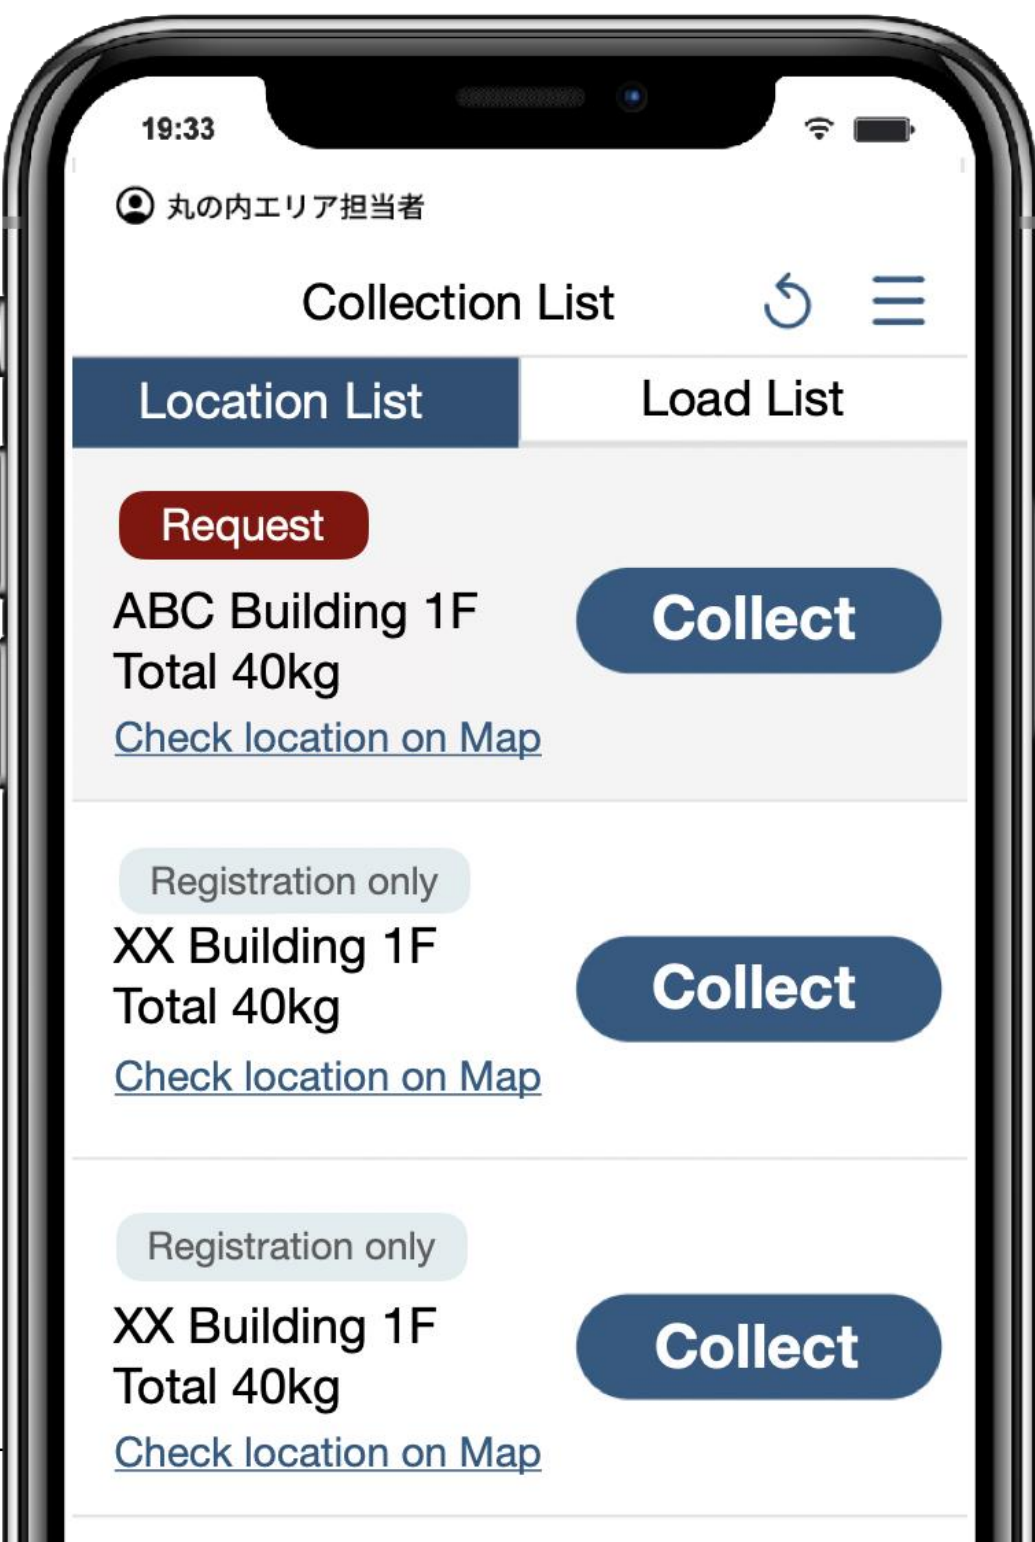 19:33
丸の内エリア担当者
Collection List
Location List
Load List
Request
ABC Building 1F
Total 40kg
Collect
Check location on Map
Registration only
XX Building 1F
Total 40kg
Collect
Check location on Map
Registration only
XX Building 1F
Total 40kg
Collect
Check location on Map